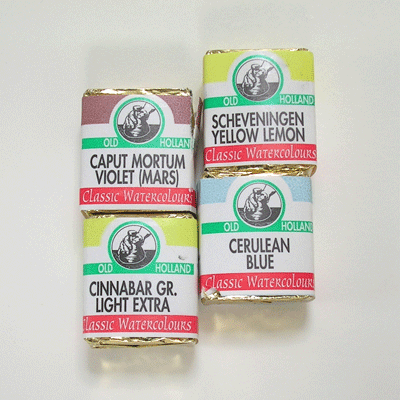 OLD HOLLAND
CAPUT MORTUM
VIOLET (MARS)
Classic Watercolours
OLD HOLLAND
SCHEVENINGEN
YELLOW LEMON
Classic Watercolours
OLD HOLLAND
CINNABAR GR.
LIGHT EXTRA
Classic Watercolours
OLD HOLLAND
CERULEAN
BLUE
Classic Watercolours